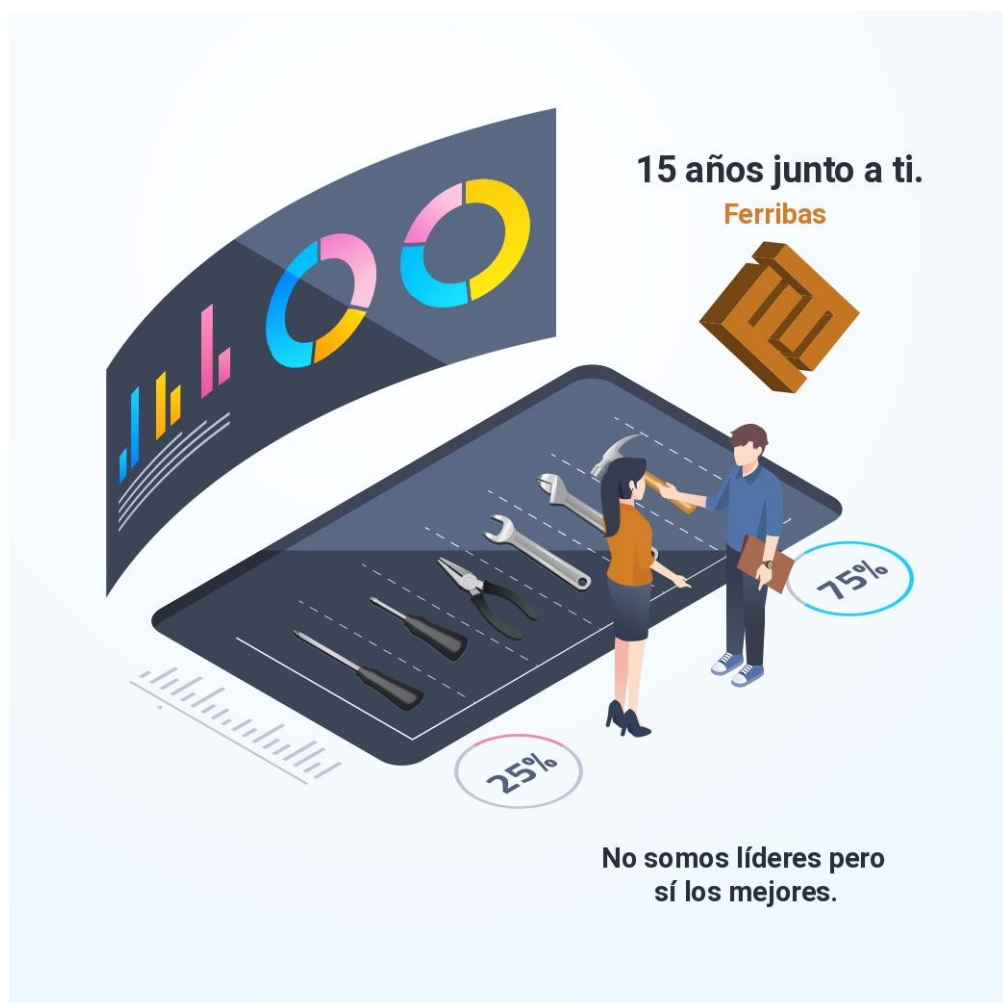 15 años junto a ti.
Ferribas
75%
25%
No somos líderes pero
sí los mejores.